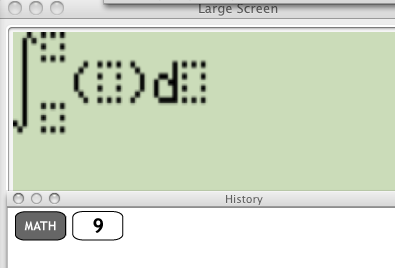 Large Screen
∫ ( ) d
History
MATH 9